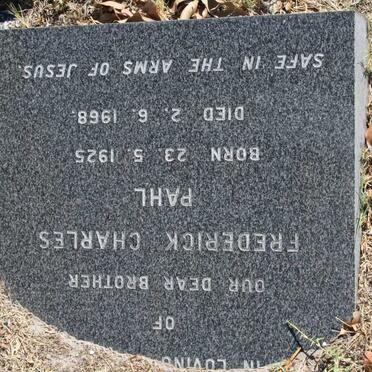 IN LOVING
OF
OUR DEAR BROTHER
FREDERICK CHARLES
PAHL
BORN 23. 5. 1925
DIED 2. 6. 1968.
SAFE IN THE ARMS OF JESUS.